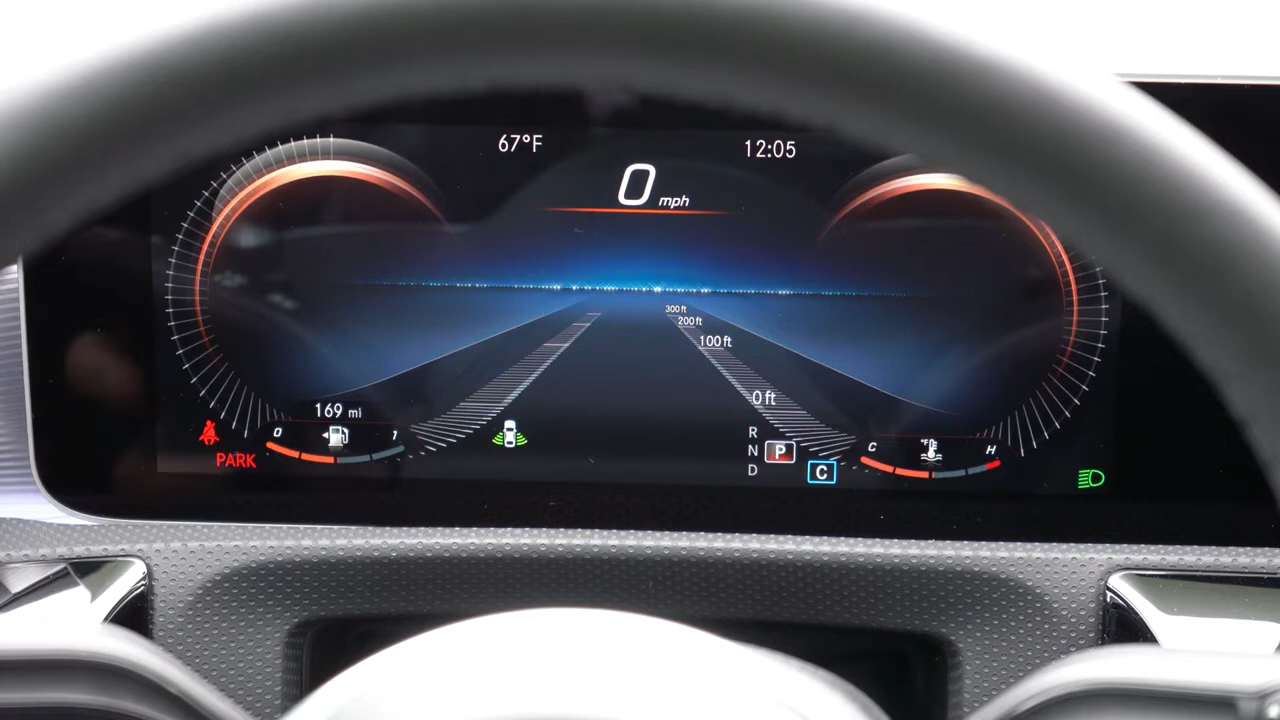 67°F
12:05
0 mph
300 ft
200 ft
100 ft
0 ft
169 mi
0 1
PARK
R
N P
D
C
C °F H